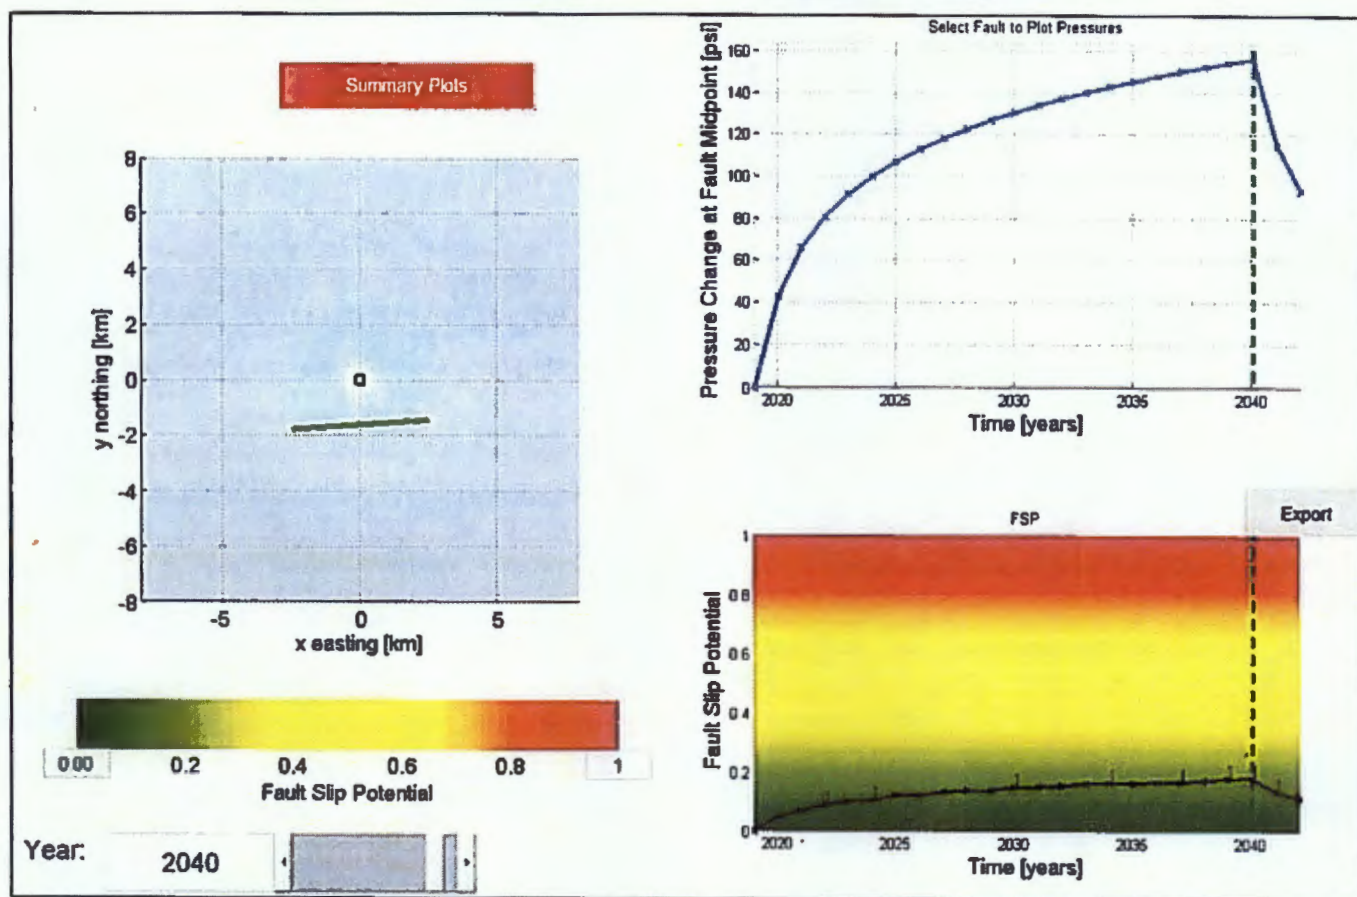 Summary Plots
8
6
4
2
0
-2
-4
-6
-8
y northing [km]
-5 0 5
x easting [km]
0.00 0.2 0.4 0.6 0.8 1
Fault Slip Potential
Year: 2040
Select Fault to Plot Pressures
160
140
120
100
80
60
40
20
0
Pressure Change at Fault Midpoint [psi]
2020 2025 2030 2035 2040
Time [years]
Export
FSP
1
0.8
0.6
0.4
0.2
0
Fault Slip Potential
2020 2025 2030 2035 2040
Time [years]